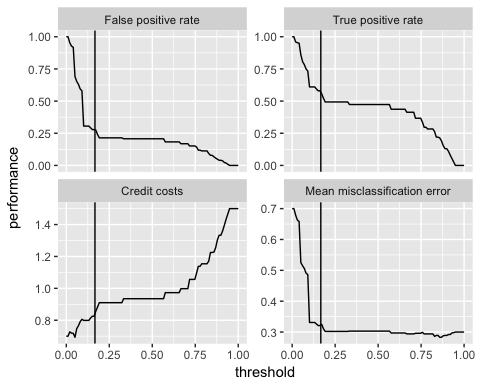 False positive rate
True positive rate
1.00
0.75
0.50
0.25
0.00
1.00
0.75
0.50
0.25
0.00
performance
Credit costs
Mean misclassification error
1.4
1.2
1.0
0.8
0.7
0.6
0.5
0.4
0.3
0.00 0.25 0.50 0.75 1.00
0.00 0.25 0.50 0.75 1.00
threshold